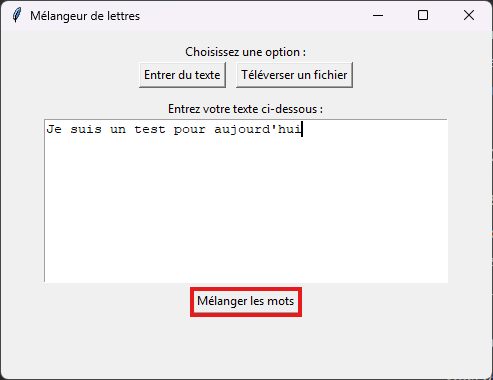 Mélangeur de lettres
Choisissez une option :
Entrer du texte Téléverser un fichier
Entrez votre texte ci-dessous :
Je suis un test pour aujourd'hui
Mélanger les mots